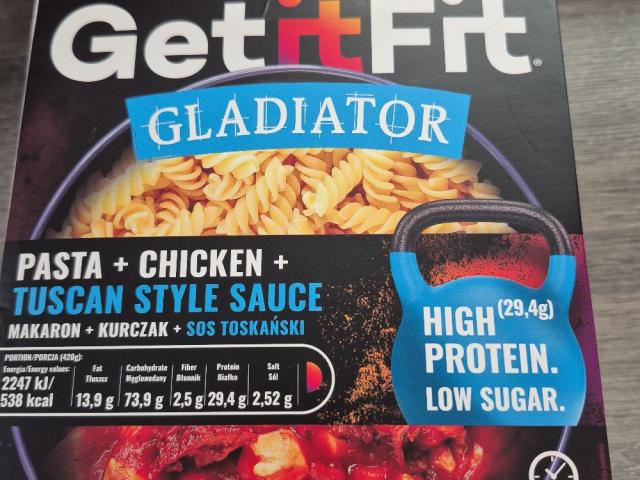 GetitFit®
GLADIATOR
PASTA + CHICKEN +
TUSCAN STYLE SAUCE
MAKARON + KURCZAK + SOS TOSKAŃSKI
HIGH (29,4g)
PROTEIN.
LOW SUGAR.
PORTION/PORCJA (420g):
Energia/Energy values:
2247 kJ/
538 kcal
Fat
Tłuszcz
13,9 g
Carbohydrate
Węglowodany
73,9 g
Fiber
Błonnik
2,5 g
Protein
Białko
29,4 g
Salt
Sól
2,52 g